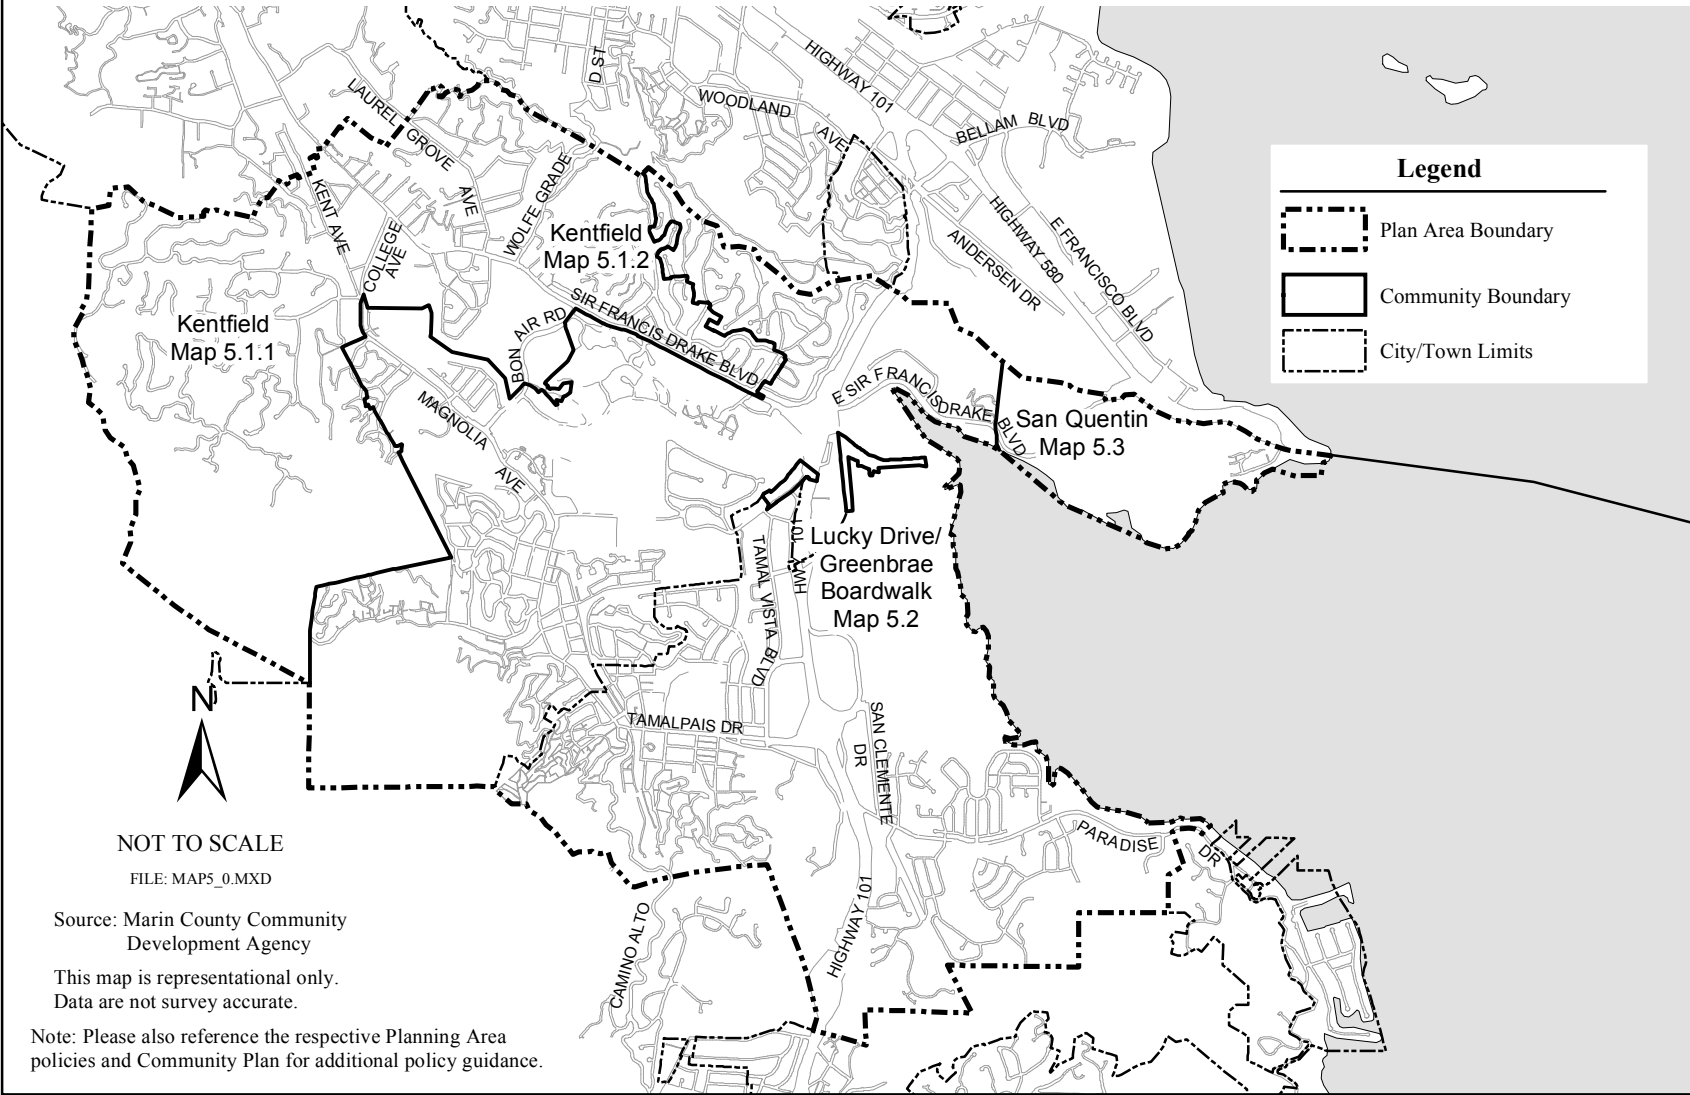 HIGHWAY 101
D ST
LAUREL GROVE AVE
WOODLAND AVE
BELLAM BLVD
Legend
Plan Area Boundary
Community Boundary
City/Town Limits
KENT AVE
WOLFE GRADE
COLLEGE
AVE
Kentfield
Map 5.1.2
HIGHWAY 580
E FRANCISCO BLVD
ANDERSEN DR
Kentfield
Map 5.1.1
BON AIR RD
SIR FRANCIS DRAKE BLVD
E SIR FRANCIS DRAKE BLVD
San Quentin
Map 5.3
MAGNOLIA AVE
HWY 101
TAMAL VISTA BLVD
Lucky Drive/
Greenbrae
Boardwalk
Map 5.2
N
TAMALPAIS DR
SAN CLEMENTE
DR
PARADISE DR
NOT TO SCALE
FILE: MAP5_0.MXD
CAMINO ALTO
HIGHWAY 101
Source: Marin County Community
Development Agency
This map is representational only.
Data are not survey accurate.
Note: Please also reference the respective Planning Area
policies and Community Plan for additional policy guidance.